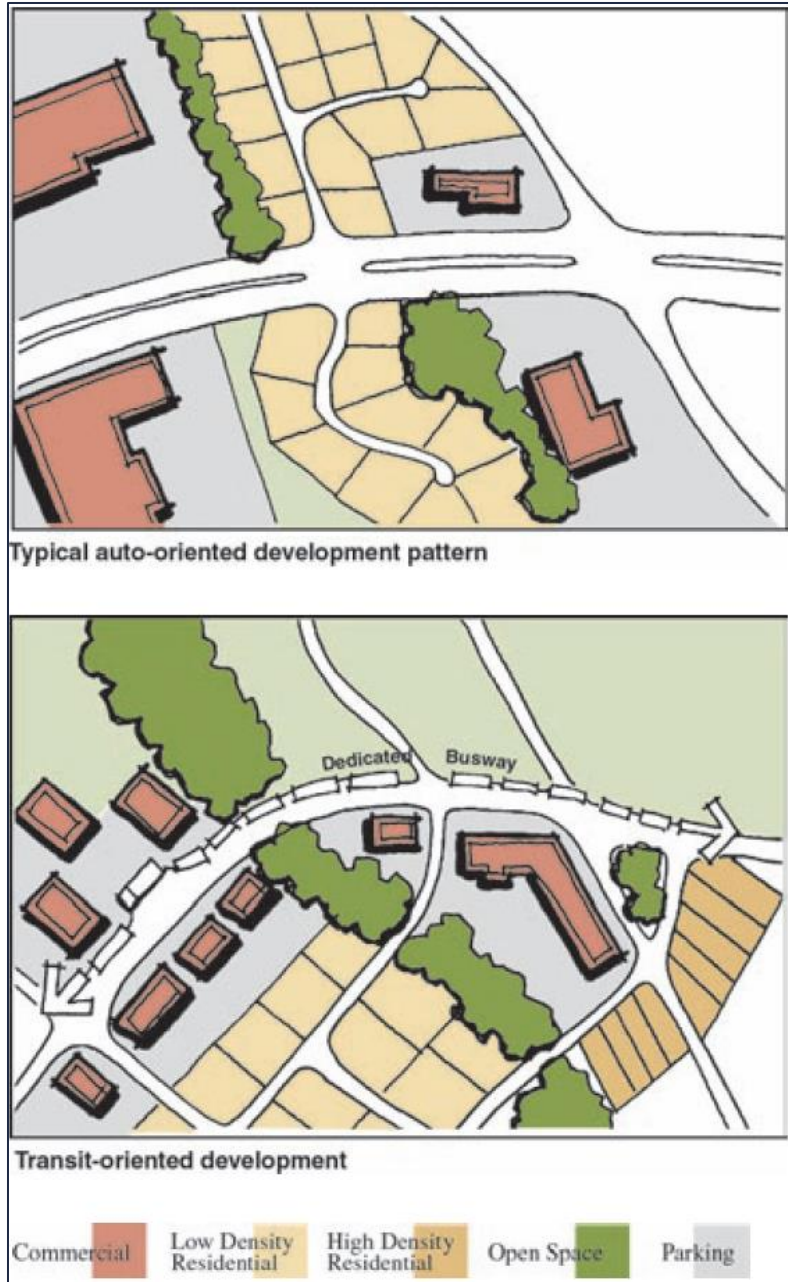 Typical auto-oriented development pattern
Dedicated Busway
Transit-oriented development
Commercial
Low Density
Residential
High Density
Residential
Open Space
Parking